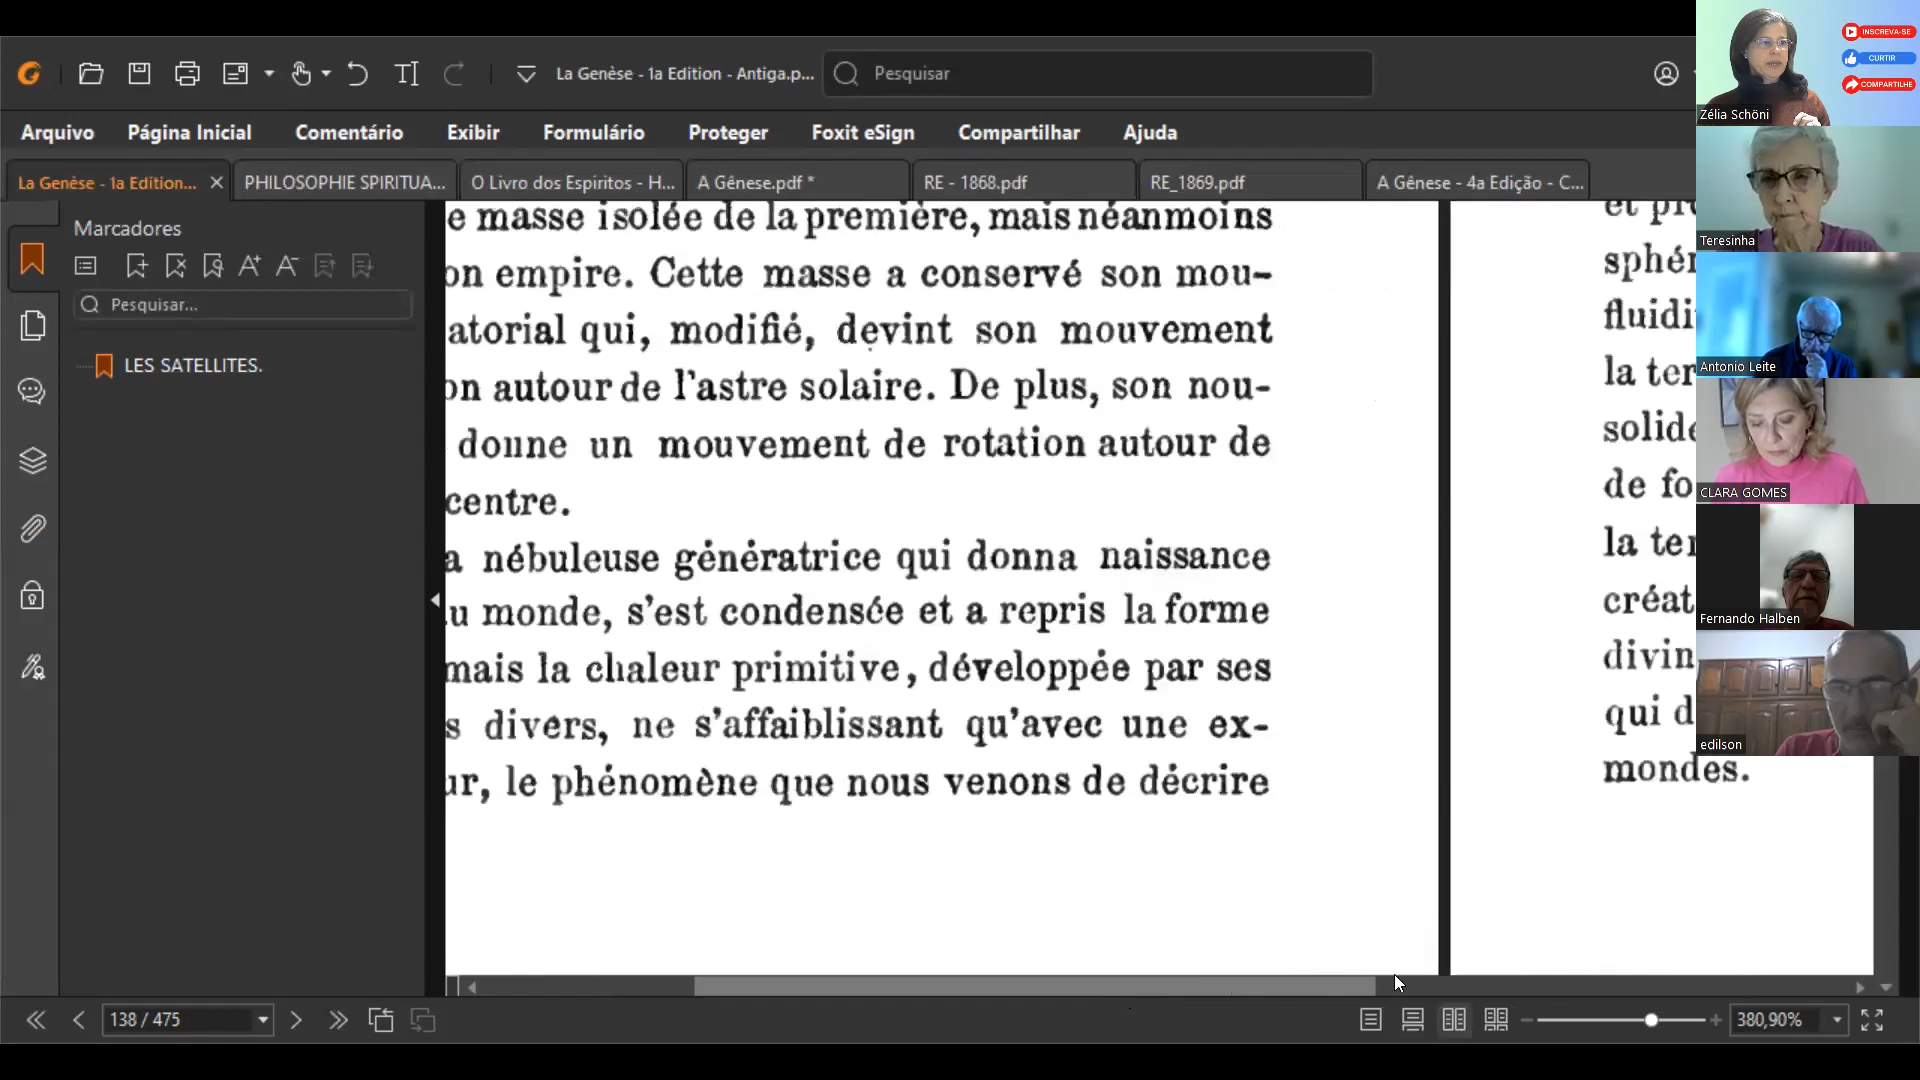 La Genèse - 1a Edition - Antiga.p...
Pesquisar
Arquivo
Página Inicial
Comentário
Exibir
Formulário
Proteger
Foxit eSign
Compartilhar
Ajuda
La Genèse - 1a Edition...
PHILOSOPHIE SPIRITUA...
O Livro dos Espiritos - H...
A Gênese.pdf *
RE - 1868.pdf
RE_1869.pdf
A Gênese - 4a Edição - C...
Marcadores
Pesquisar...
LES SATELLITES.
e masse isolée de la première, mais néanmoins
on empire. Cette masse a conservé son mou-
atorial qui, modifié, devint son mouvement
on autour de l'astre solaire. De plus, son nou-
donne un mouvement de rotation autour de
centre.
a nébuleuse génératrice qui donna naissance
u monde, s'est condensée et a repris la forme
mais la chaleur primitive, développée par ses
s divers, ne s'affaiblissant qu'avec une ex-
ur, le phénomène que nous venons de décrire
et pr
sphér
fluidi
la ter
solide
de fo
la ter
créat
divin
qui d
mondes.
138 / 475
380,90%
INSCREVA-SE
CURTIR
COMPARTILHE
Zélia Schöni
Teresinha
Antonio Leite
CLARA GOMES
Fernando Halben
edilson